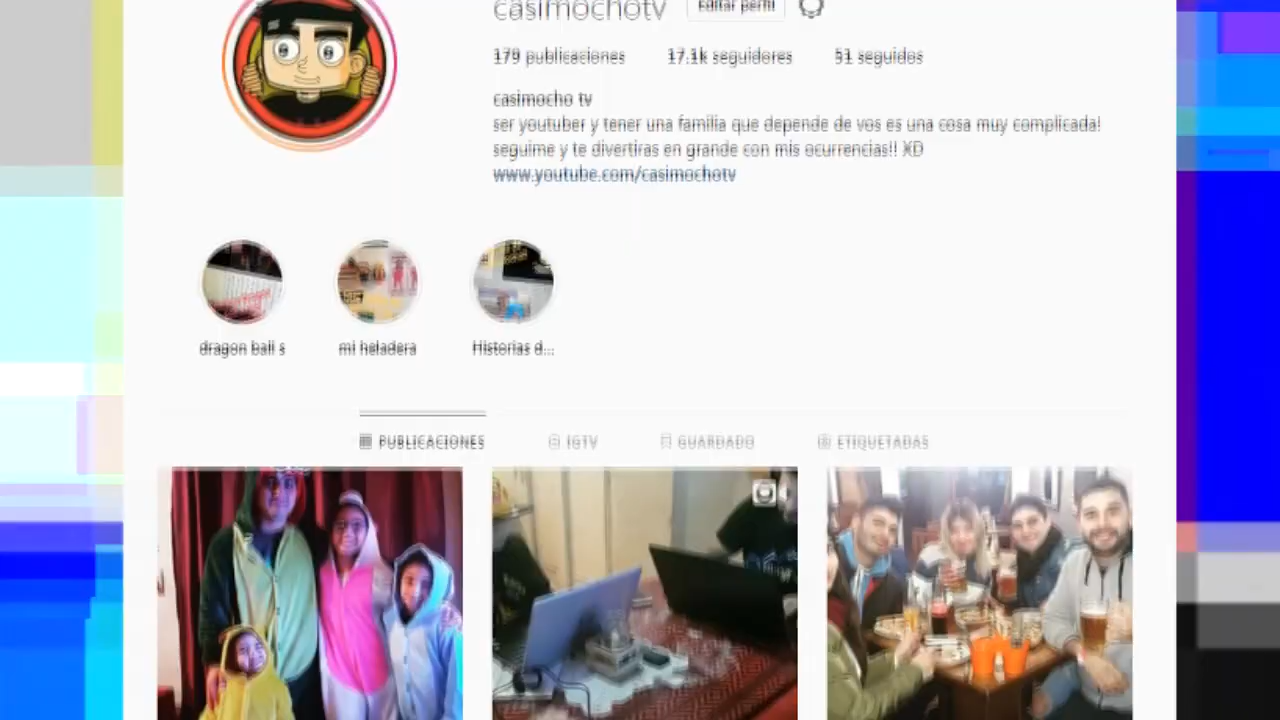 casimochotv Editar perfil
179 publicaciones 17.1k seguidores 51 seguidos
casimocho tv
ser youtuber y tener una familia que depende de vos es una cosa muy complicada!
seguime y te divertiras en grande con mis ocurrencias!! XD
www.youtube.com/casimochotv
dragon ball s mi heladera Historias d...
PUBLICACIONES IGTV GUARDADO ETIQUETADAS